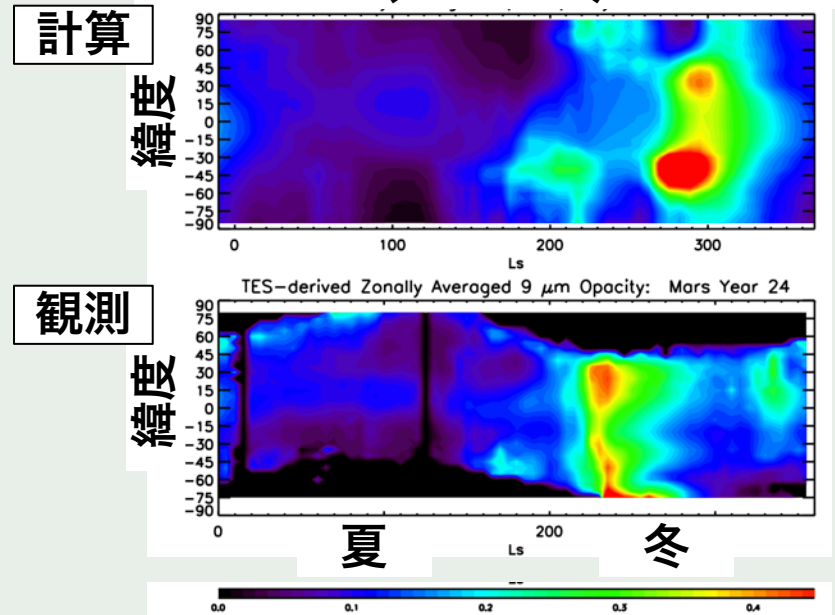 計算
緯度
90
75
60
45
30
15
0
-15
-30
-45
-60
-75
-90
0 100 200 300
Ls
観測
TES-derived Zonally Averaged 9 μm Opacity: Mars Year 24
緯度
90
75
60
45
30
15
0
-15
-30
-45
-60
-75
-90
0 200
Ls
夏 冬
0.0 0.1 0.2 0.3 0.4